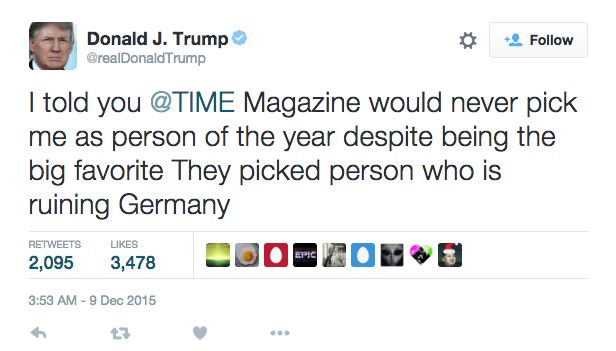 Donald J. Trump
Follow
@realDonaldTrump
I told you @TIME Magazine would never pick
me as person of the year despite being the
big favorite They picked person who is
ruining Germany
RETWEETS LIKES
2,095 3,478
EPIC
3:53 AM - 9 Dec 2015